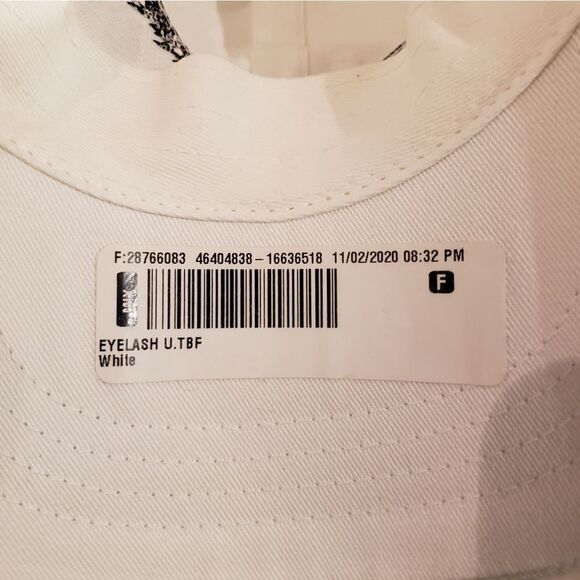 F:28766083 46404838-16636518 11/02/2020 08:32 PM
F
EYELASH U.TBF
White